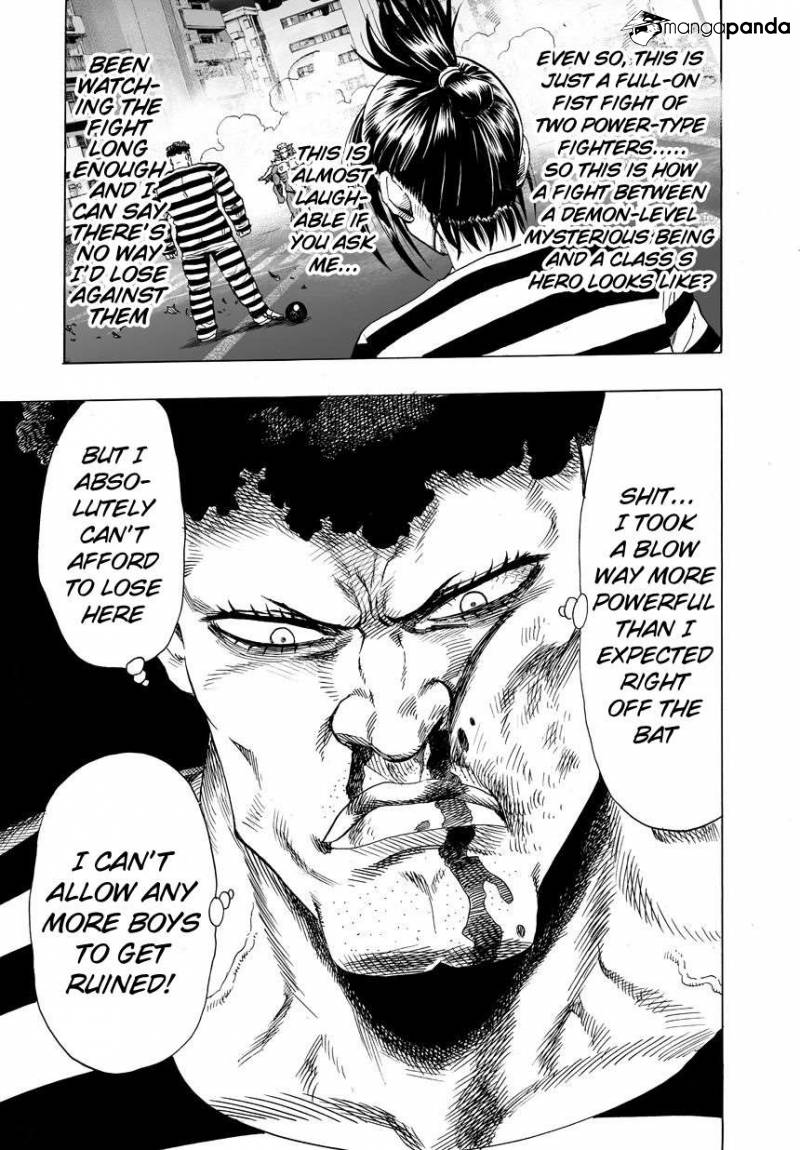 mangapanda
EVEN SO, THIS IS
JUST A FULL-ON
FIST FIGHT OF
TWO POWER-TYPE
FIGHTERS.....
SO THIS IS HOW
A FIGHT BETWEEN
A DEMON-LEVEL
MYSTERIOUS BEING
AND A CLASS S
HERO LOOKS LIKE?
THIS IS
ALMOST
LAUGH-
ABLE IF
YOU ASK
ME...
BEEN
WATCH-
ING THE
FIGHT
LONG
ENOUGH
AND I
CAN SAY
THERE'S
NO WAY
I'D LOSE
AGAINST
THEM
SHIT...
I TOOK
A BLOW
WAY MORE
POWERFUL
THAN I
EXPECTED
RIGHT
OFF THE
BAT
BUT I
ABSO-
LUTELY
CAN'T
AFFORD
TO LOSE
HERE
I CAN'T
ALLOW ANY
MORE BOYS
TO GET
RUINED!